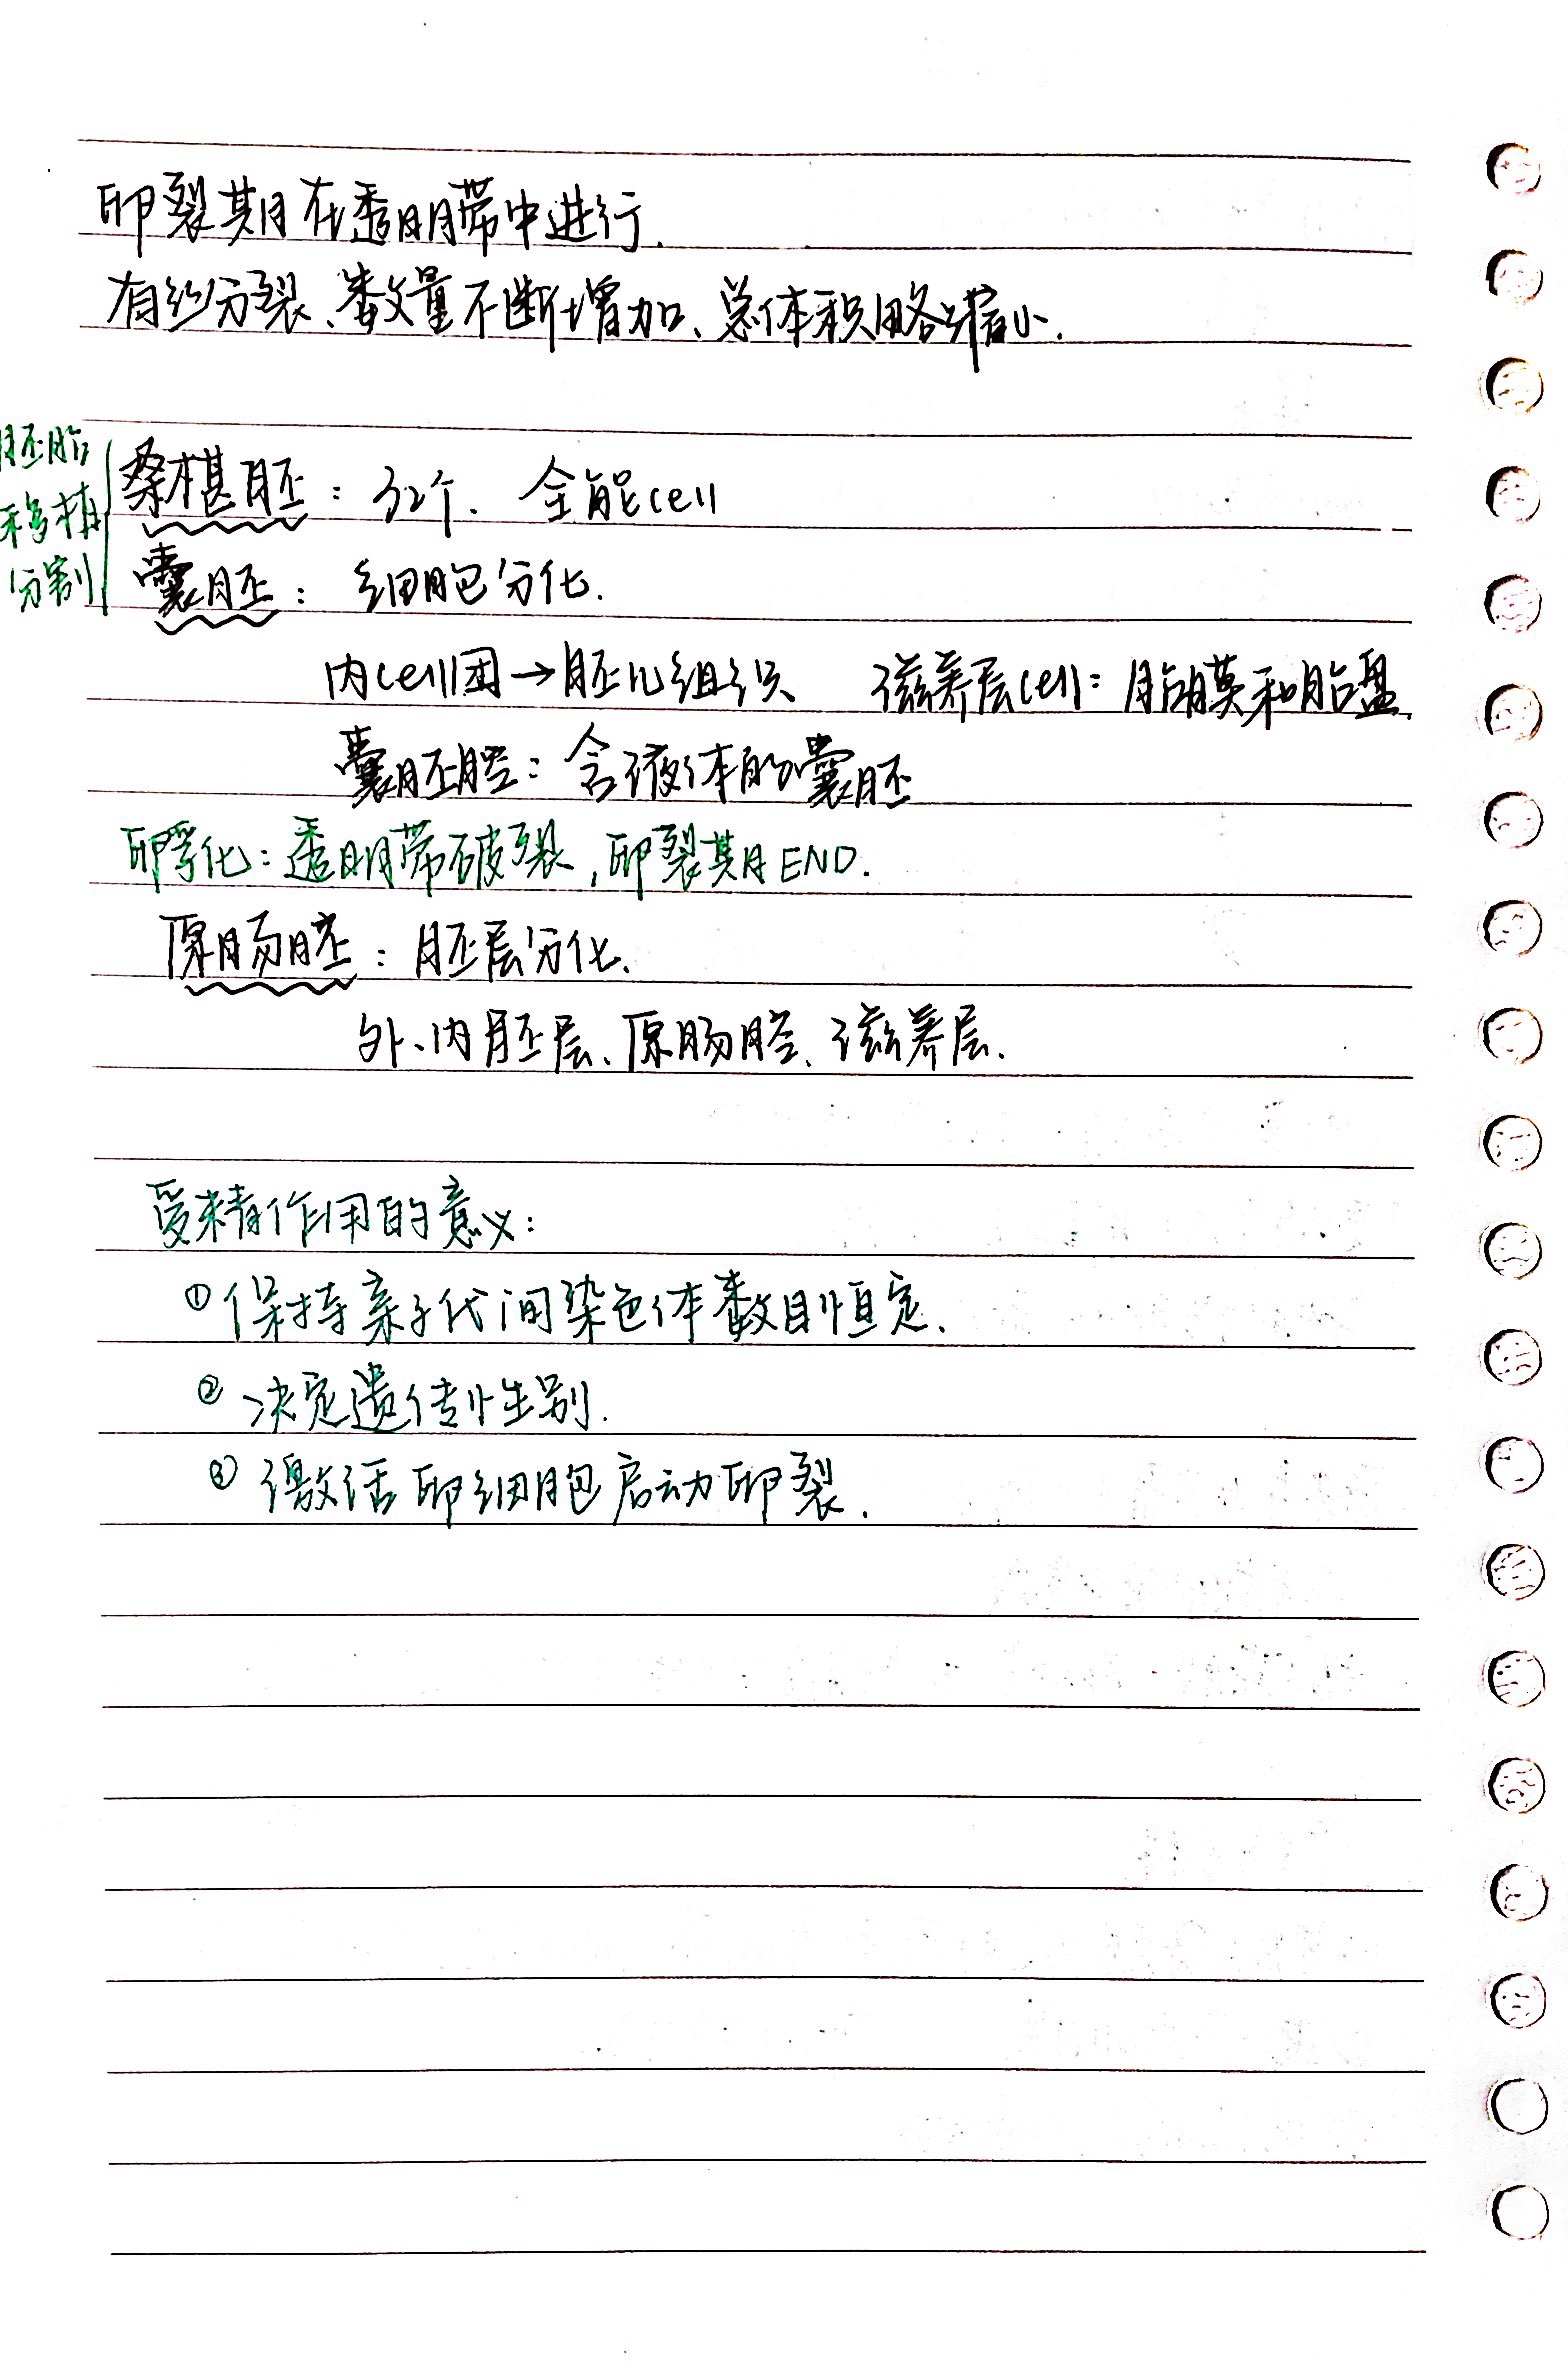 卵裂期在透明带中进行.
有丝分裂、数量不断增加、总体积略缩小.
胚胎
移植
分割
桑椹胚：32个. 全能cell
囊胚：细胞分化.
内cell团→胚儿组织 滋养层cell：胎膜和胎盘.
囊胚腔：含液体的囊胚
卵孵化：透明带破裂,卵裂期END.
原肠胚：胚层分化.
外、内胚层、原肠腔、滋养层.
受精作用的意义：
①保持亲子代间染色体数目恒定.
②决定遗传性别.
③激活卵细胞启动卵裂.